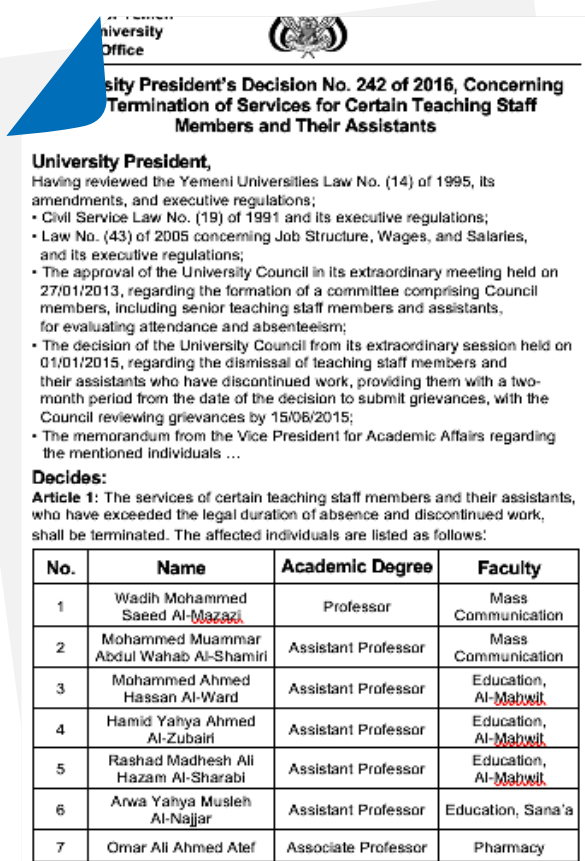 niversity
Office
sity President's Decision No. 242 of 2016, Concerning
Termination of Services for Certain Teaching Staff
Members and Their Assistants
University President,
Having reviewed the Yemeni Universities Law No. (14) of 1995, its
amendments, and executive regulations;
• Civil Service Law No. (19) of 1991 and its executive regulations;
• Law No. (43) of 2005 concerning Job Structure, Wages, and Salaries,
and its executive regulations;
• The approval of the University Council in its extraordinary meeting held on
27/01/2013, regarding the formation of a committee comprising Council
members, including senior teaching staff members and assistants,
for evaluating attendance and absenteeism;
• The decision of the University Council from its extraordinary session held on
01/01/2015, regarding the dismissal of teaching staff members and
their assistants who have discontinued work, providing them with a two-
month period from the date of the decision to submit grievances, with the
Council reviewing grievances by 15/06/2015;
• The memorandum from the Vice President for Academic Affairs regarding
the mentioned individuals ...
Decides:
Article 1: The services of certain teaching staff members and their assistants,
who have exceeded the legal duration of absence and discontinued work,
shall be terminated. The affected individuals are listed as follows:
No. Name Academic Degree Faculty
1 Wadih Mohammed Saeed Al-Mazazi Professor Mass Communication
2 Mohammed Muammar Abdul Wahab Al-Shamiri Assistant Professor Mass Communication
3 Mohammed Ahmed Hassan Al-Ward Assistant Professor Education, Al-Mahwit
4 Hamid Yahya Ahmed Al-Zubairi Assistant Professor Education, Al-Mahwit
5 Rashad Madhesh Ali Hazam Al-Sharabi Assistant Professor Education, Al-Mahwit
6 Arwa Yahya Musleh Al-Najjar Assistant Professor Education, Sana'a
7 Omar Ali Ahmed Atef Associate Professor Pharmacy